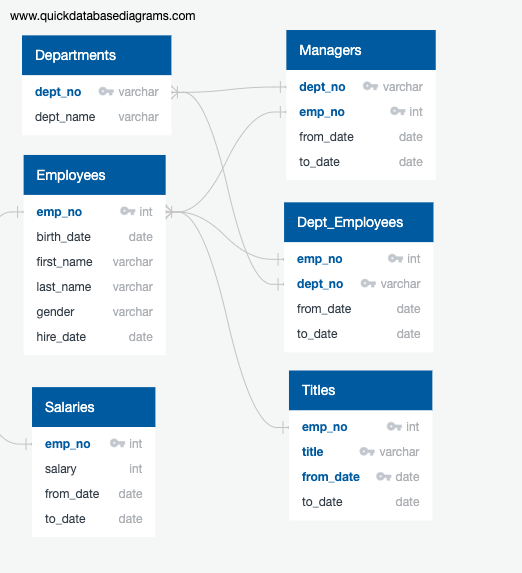 www.quickdatabasediagrams.com
Departments
dept_no varchar
dept_name varchar
Employees
emp_no int
birth_date date
first_name varchar
last_name varchar
gender varchar
hire_date date
Salaries
emp_no int
salary int
from_date date
to_date date
Managers
dept_no varchar
emp_no int
from_date date
to_date date
Dept_Employees
emp_no int
dept_no varchar
from_date date
to_date date
Titles
emp_no int
title varchar
from_date date
to_date date